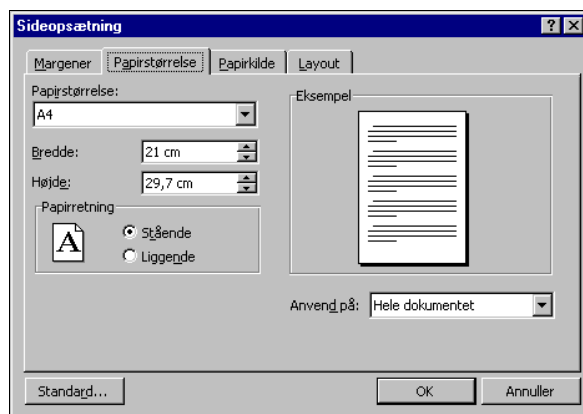 Sideopsætning
Margener Papirstørrelse Papirkilde Layout
Papirstørrelse:
A4
Bredde: 21 cm
Højde: 29,7 cm
Papirretning
A
Stående
Liggende
Eksempel
Anvend på: Hele dokumentet
Standard... OK Annuller